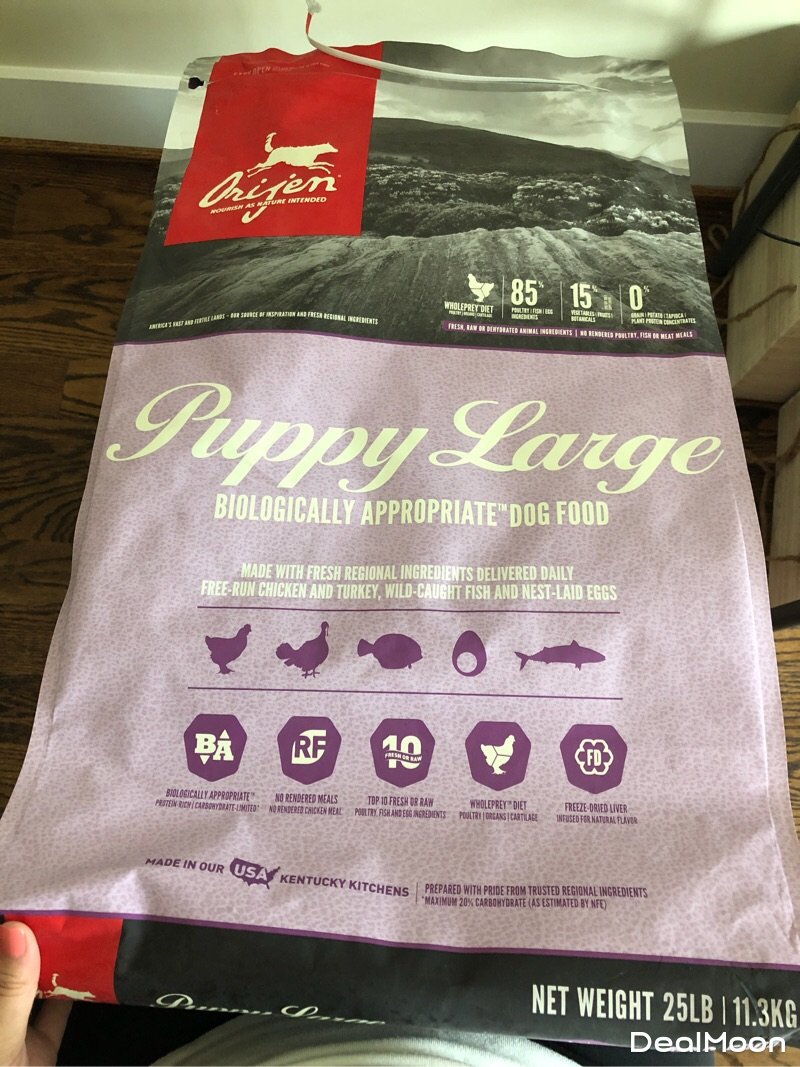 Orijen
NOURISH AS NATURE INTENDED
AMERICA'S VAST AND FERTILE LANDS - OUR SOURCE OF INSPIRATION AND FRESH REGIONAL INGREDIENTS
WHOLEPREY DIET
POULTRY | ORGANS | CARTILAGE
85%
POULTRY | FISH | EGG
INGREDIENTS
15%
VEGETABLES | FRUITS |
BOTANICALS
0%
GRAIN | POTATO | TAPIOCA |
PLANT PROTEIN CONCENTRATES
FRESH, RAW OR DEHYDRATED ANIMAL INGREDIENTS | NO RENDERED POULTRY, FISH OR MEAT MEALS
Puppy Large
BIOLOGICALLY APPROPRIATE™ DOG FOOD
MADE WITH FRESH REGIONAL INGREDIENTS DELIVERED DAILY
FREE-RUN CHICKEN AND TURKEY, WILD-CAUGHT FISH AND NEST-LAID EGGS
BA
BIOLOGICALLY APPROPRIATE™
PROTEIN-RICH | CARBOHYDRATE-LIMITED*
RF
NO RENDERED MEALS
NO RENDERED CHICKEN MEAL
10
FRESH OR RAW
TOP 10 FRESH OR RAW
POULTRY, FISH AND EGG INGREDIENTS
WHOLEPREY™ DIET
POULTRY | ORGANS | CARTILAGE
FD
FREEZE-DRIED LIVER
INFUSED FOR NATURAL FLAVOR
MADE IN OUR USA KENTUCKY KITCHENS
PREPARED WITH PRIDE FROM TRUSTED REGIONAL INGREDIENTS
*MAXIMUM 20% CARBOHYDRATE (AS ESTIMATED BY NFE)
Puppy Large
NET WEIGHT 25LB | 11.3KG
DealMoon